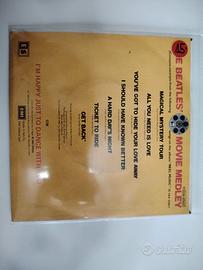 THE BEATLES'
MOVIE MEDLEY
MAGICAL MYSTERY TOUR
ALL YOU NEED IS LOVE
YOU'VE GOT TO HIDE YOUR LOVE AWAY
I SHOULD HAVE KNOWN BETTER
A HARD DAY'S NIGHT
TICKET TO RIDE
GET BACK
c/w
I'M HAPPY JUST TO DANCE WITH
EMI
subito